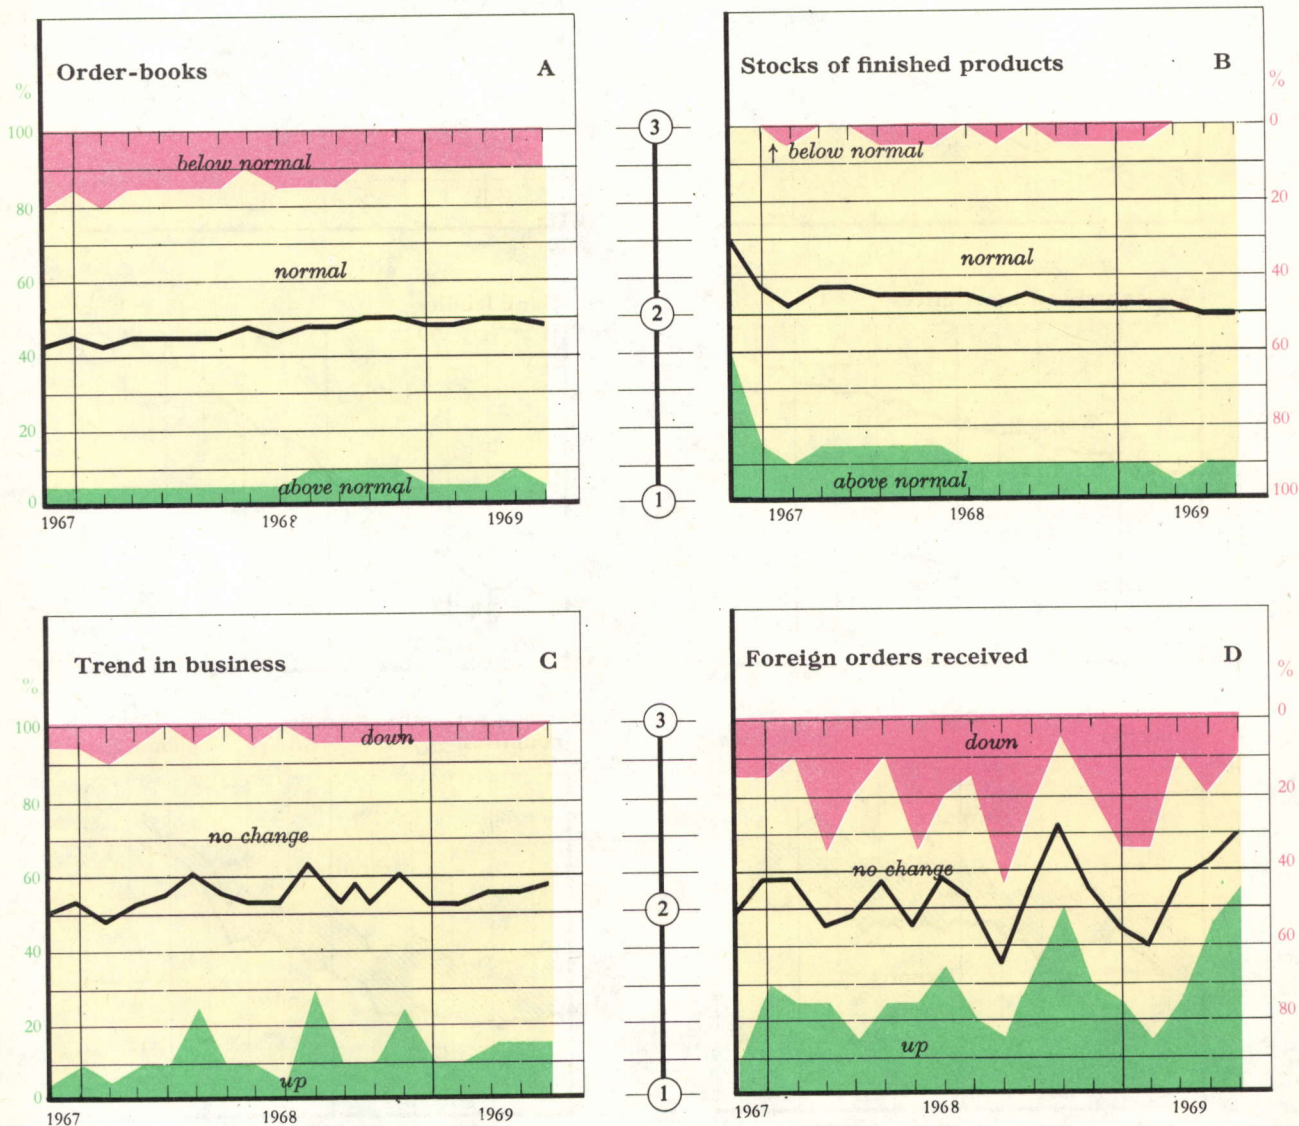 Order-books A
%
100
80
60
40
20
0
below normal
normal
above normal
1967 1968 1969
3
2
1
Stocks of finished products B
%
0
20
40
60
80
100
↑ below normal
normal
above normal
1967 1968 1969
Trend in business C
%
100
80
60
40
20
0
down
no change
up
1967 1968 1969
3
2
1
Foreign orders received D
%
0
20
40
60
80
down
no change
up
1967 1968 1969